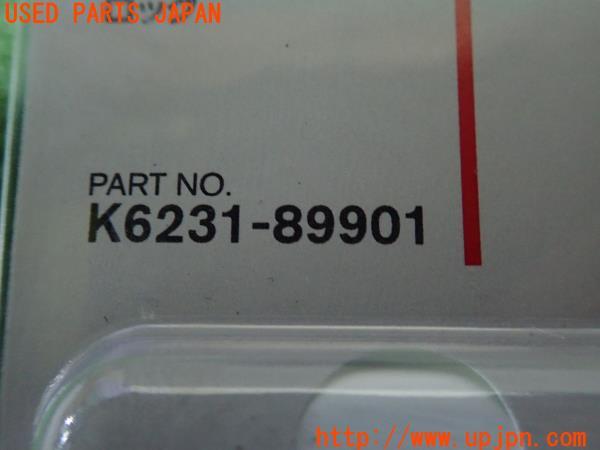 USED PARTS JAPAN
PART NO.
K6231-89901
http://www.upjpn.com